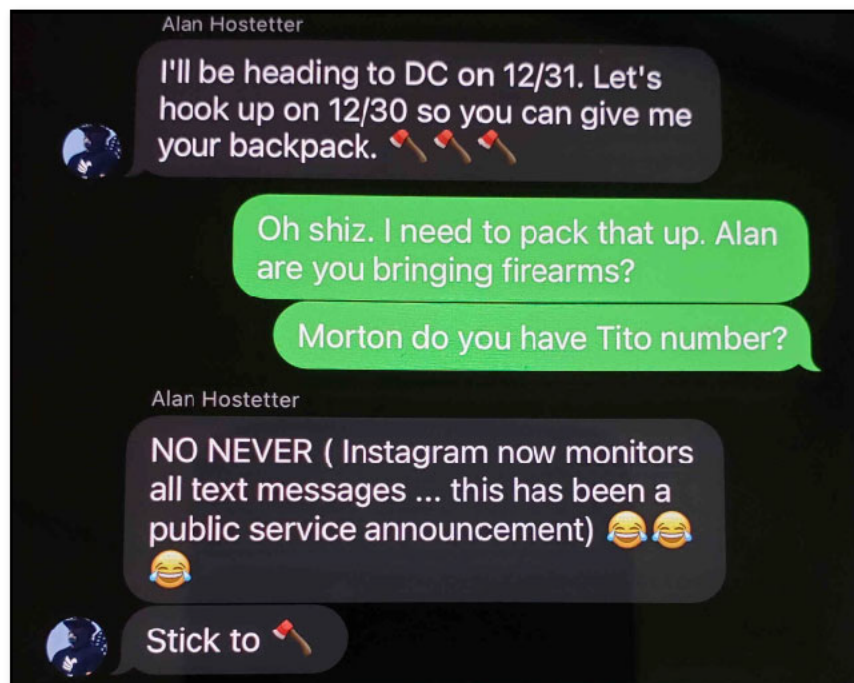 Alan Hostetter
I'll be heading to DC on 12/31. Let's
hook up on 12/30 so you can give me
your backpack. 🪓🪓🪓
Oh shiz. I need to pack that up. Alan
are you bringing firearms?
Morton do you have Tito number?
Alan Hostetter
NO NEVER ( Instagram now monitors
all text messages ... this has been a
public service announcement) 😂😂
😂
Stick to 🪓